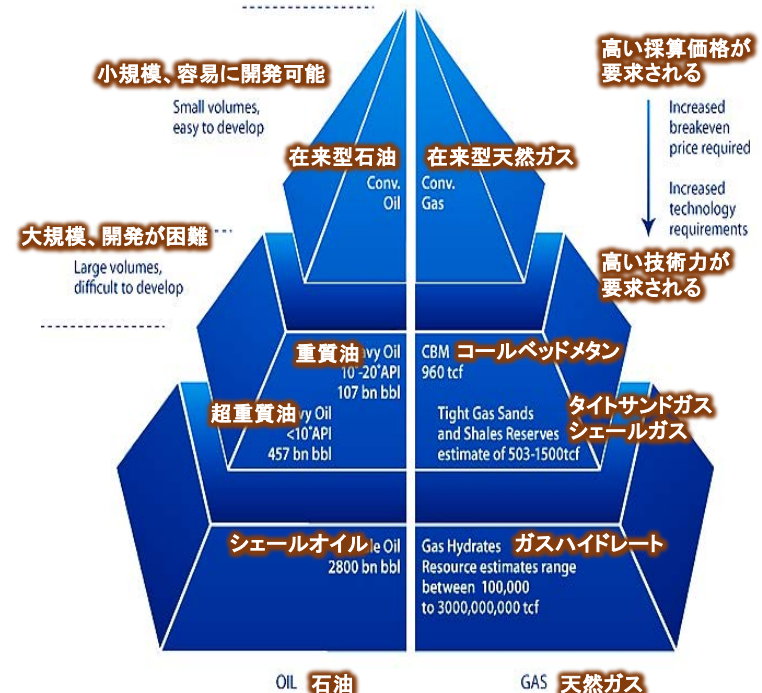 小規模、容易に開発可能
Small volumes,
easy to develop
高い採算価格が
要求される
Increased
breakeven
price required
Increased
technology
requirements
高い技術力が
要求される
在来型石油
Conv.
Oil
在来型天然ガス
Conv.
Gas
大規模、開発が困難
Large volumes,
difficult to develop
重質油
Oil
10°-20°API
107 bn bbl
CBM コールベッドメタン
960 tcf
超重質油
Oil
<10°API
457 bn bbl
タイトサンドガス
シェールガス
Tight Gas Sands
and Shales Reserves
estimate of 503-1500tcf
シェールオイル
Oil
2800 bn bbl
Gas Hydrates ガスハイドレート
Resource estimates range
between 100,000
to 3000,000,000 tcf
OIL 石油
GAS 天然ガス